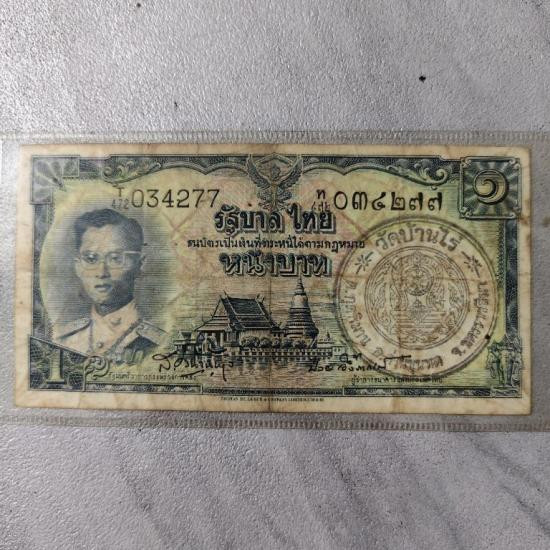 T/472 034277
ท/๔๗๒ ๐๓๔๒๗๗
๑
รัฐบาลไทย
ธนบัตรเป็นเงินที่ชำระหนี้ได้ตามกฎหมาย
หนึ่งบาท
1
วัดบ้านไร่
THOMAS DE LA RUE & COMPANY, LIMITED, LONDON